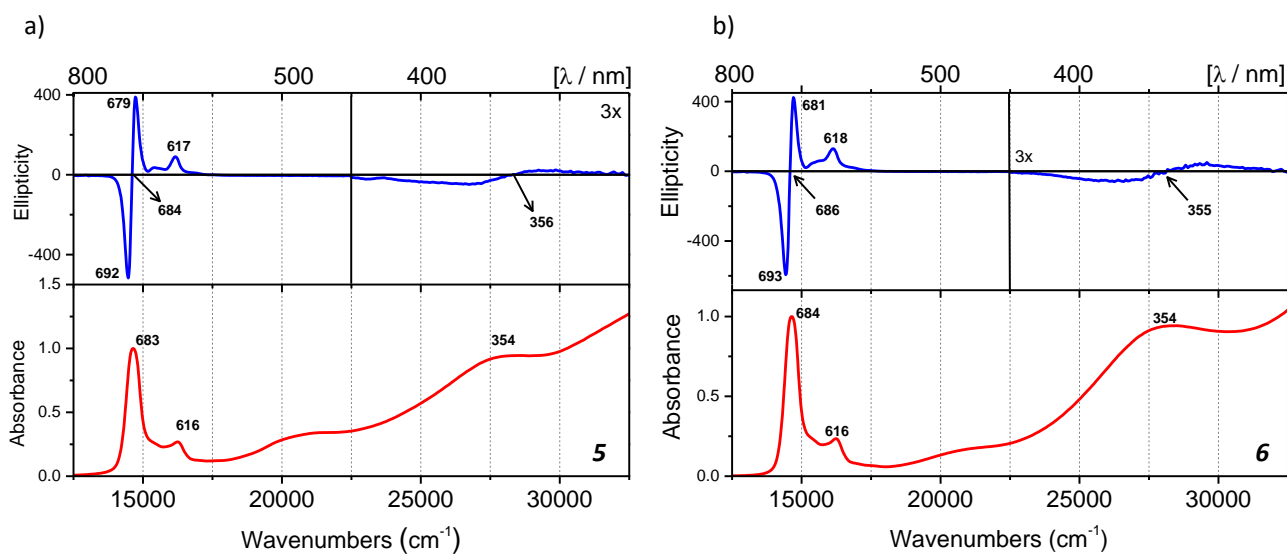 a)
800 500 400 [λ / nm]
400
0
-400
Ellipticity
679
617
3x
684
356
692
1.5
1.0
0.5
0.0
Absorbance
683
616
354
5
15000 20000 25000 30000
Wavenumbers (cm-1)
b)
800 500 400 [λ / nm]
400
0
-400
Ellipticity
681
618
3x
686
355
693
1.0
0.5
0.0
Absorbance
684
616
354
6
15000 20000 25000 30000
Wavenumbers (cm-1)